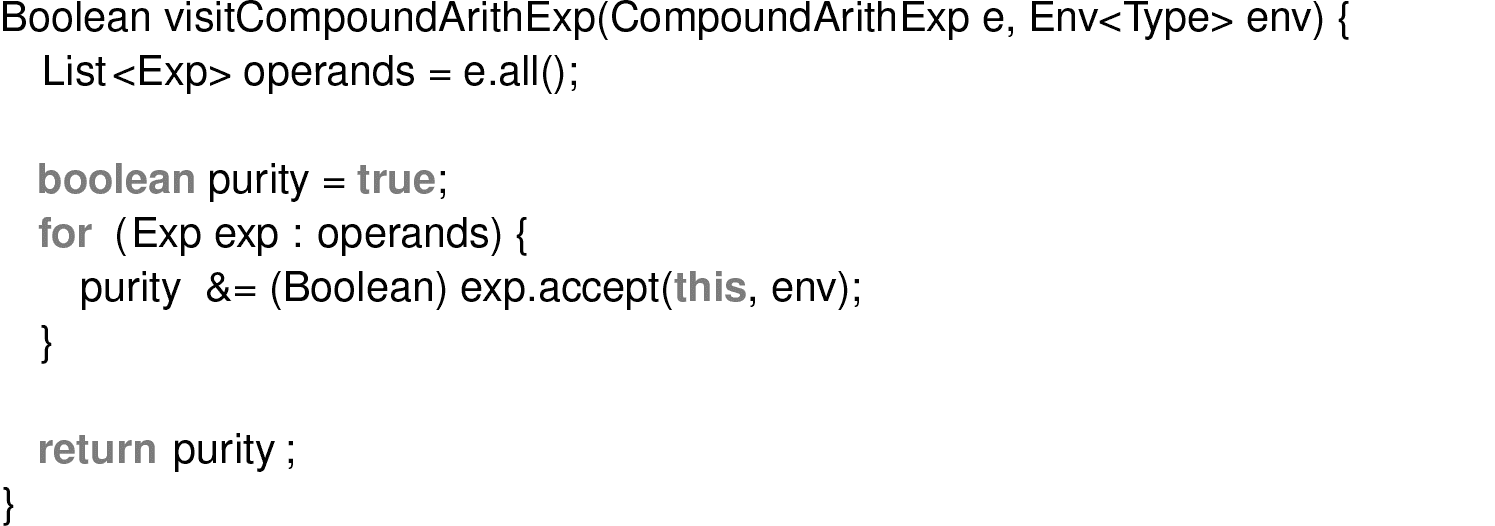 Boolean visitCompoundArithExp(CompoundArithExp e, Env<Type> env) {
List<Exp> operands = e.all();
boolean purity = true;
for (Exp exp : operands) {
purity &= (Boolean) exp.accept(this, env);
}
return purity ;
}